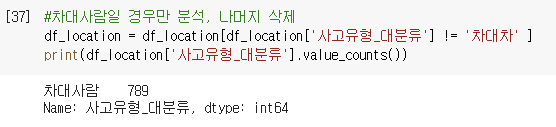 [37] #차대사람일 경우만 분석, 나머지 삭제
df_location = df_location[df_location['사고유형_대분류'] != '차대차' ]
print(df_location['사고유형_대분류'].value_counts())
차대사람    789
Name: 사고유형_대분류, dtype: int64